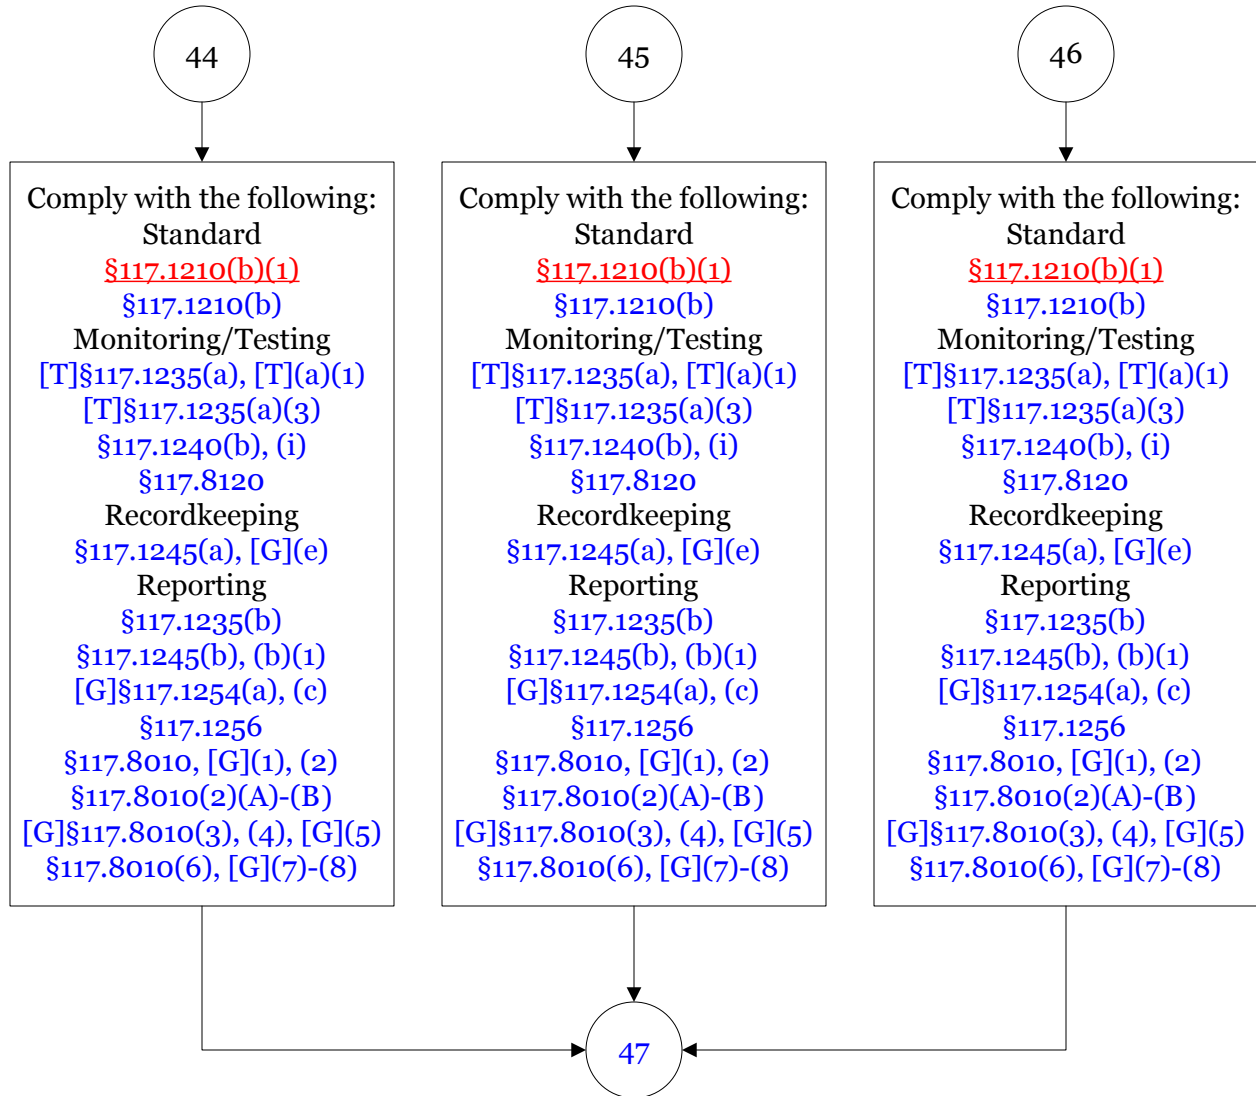 44
45
46
Comply with the following:
Standard
§117.1210(b)(1)
§117.1210(b)
Monitoring/Testing
[T]§117.1235(a), [T](a)(1)
[T]§117.1235(a)(3)
§117.1240(b), (i)
§117.8120
Recordkeeping
§117.1245(a), [G](e)
Reporting
§117.1235(b)
§117.1245(b), (b)(1)
[G]§117.1254(a), (c)
§117.1256
§117.8010, [G](1), (2)
§117.8010(2)(A)-(B)
[G]§117.8010(3), (4), [G](5)
§117.8010(6), [G](7)-(8)
Comply with the following:
Standard
§117.1210(b)(1)
§117.1210(b)
Monitoring/Testing
[T]§117.1235(a), [T](a)(1)
[T]§117.1235(a)(3)
§117.1240(b), (i)
§117.8120
Recordkeeping
§117.1245(a), [G](e)
Reporting
§117.1235(b)
§117.1245(b), (b)(1)
[G]§117.1254(a), (c)
§117.1256
§117.8010, [G](1), (2)
§117.8010(2)(A)-(B)
[G]§117.8010(3), (4), [G](5)
§117.8010(6), [G](7)-(8)
Comply with the following:
Standard
§117.1210(b)(1)
§117.1210(b)
Monitoring/Testing
[T]§117.1235(a), [T](a)(1)
[T]§117.1235(a)(3)
§117.1240(b), (i)
§117.8120
Recordkeeping
§117.1245(a), [G](e)
Reporting
§117.1235(b)
§117.1245(b), (b)(1)
[G]§117.1254(a), (c)
§117.1256
§117.8010, [G](1), (2)
§117.8010(2)(A)-(B)
[G]§117.8010(3), (4), [G](5)
§117.8010(6), [G](7)-(8)
47